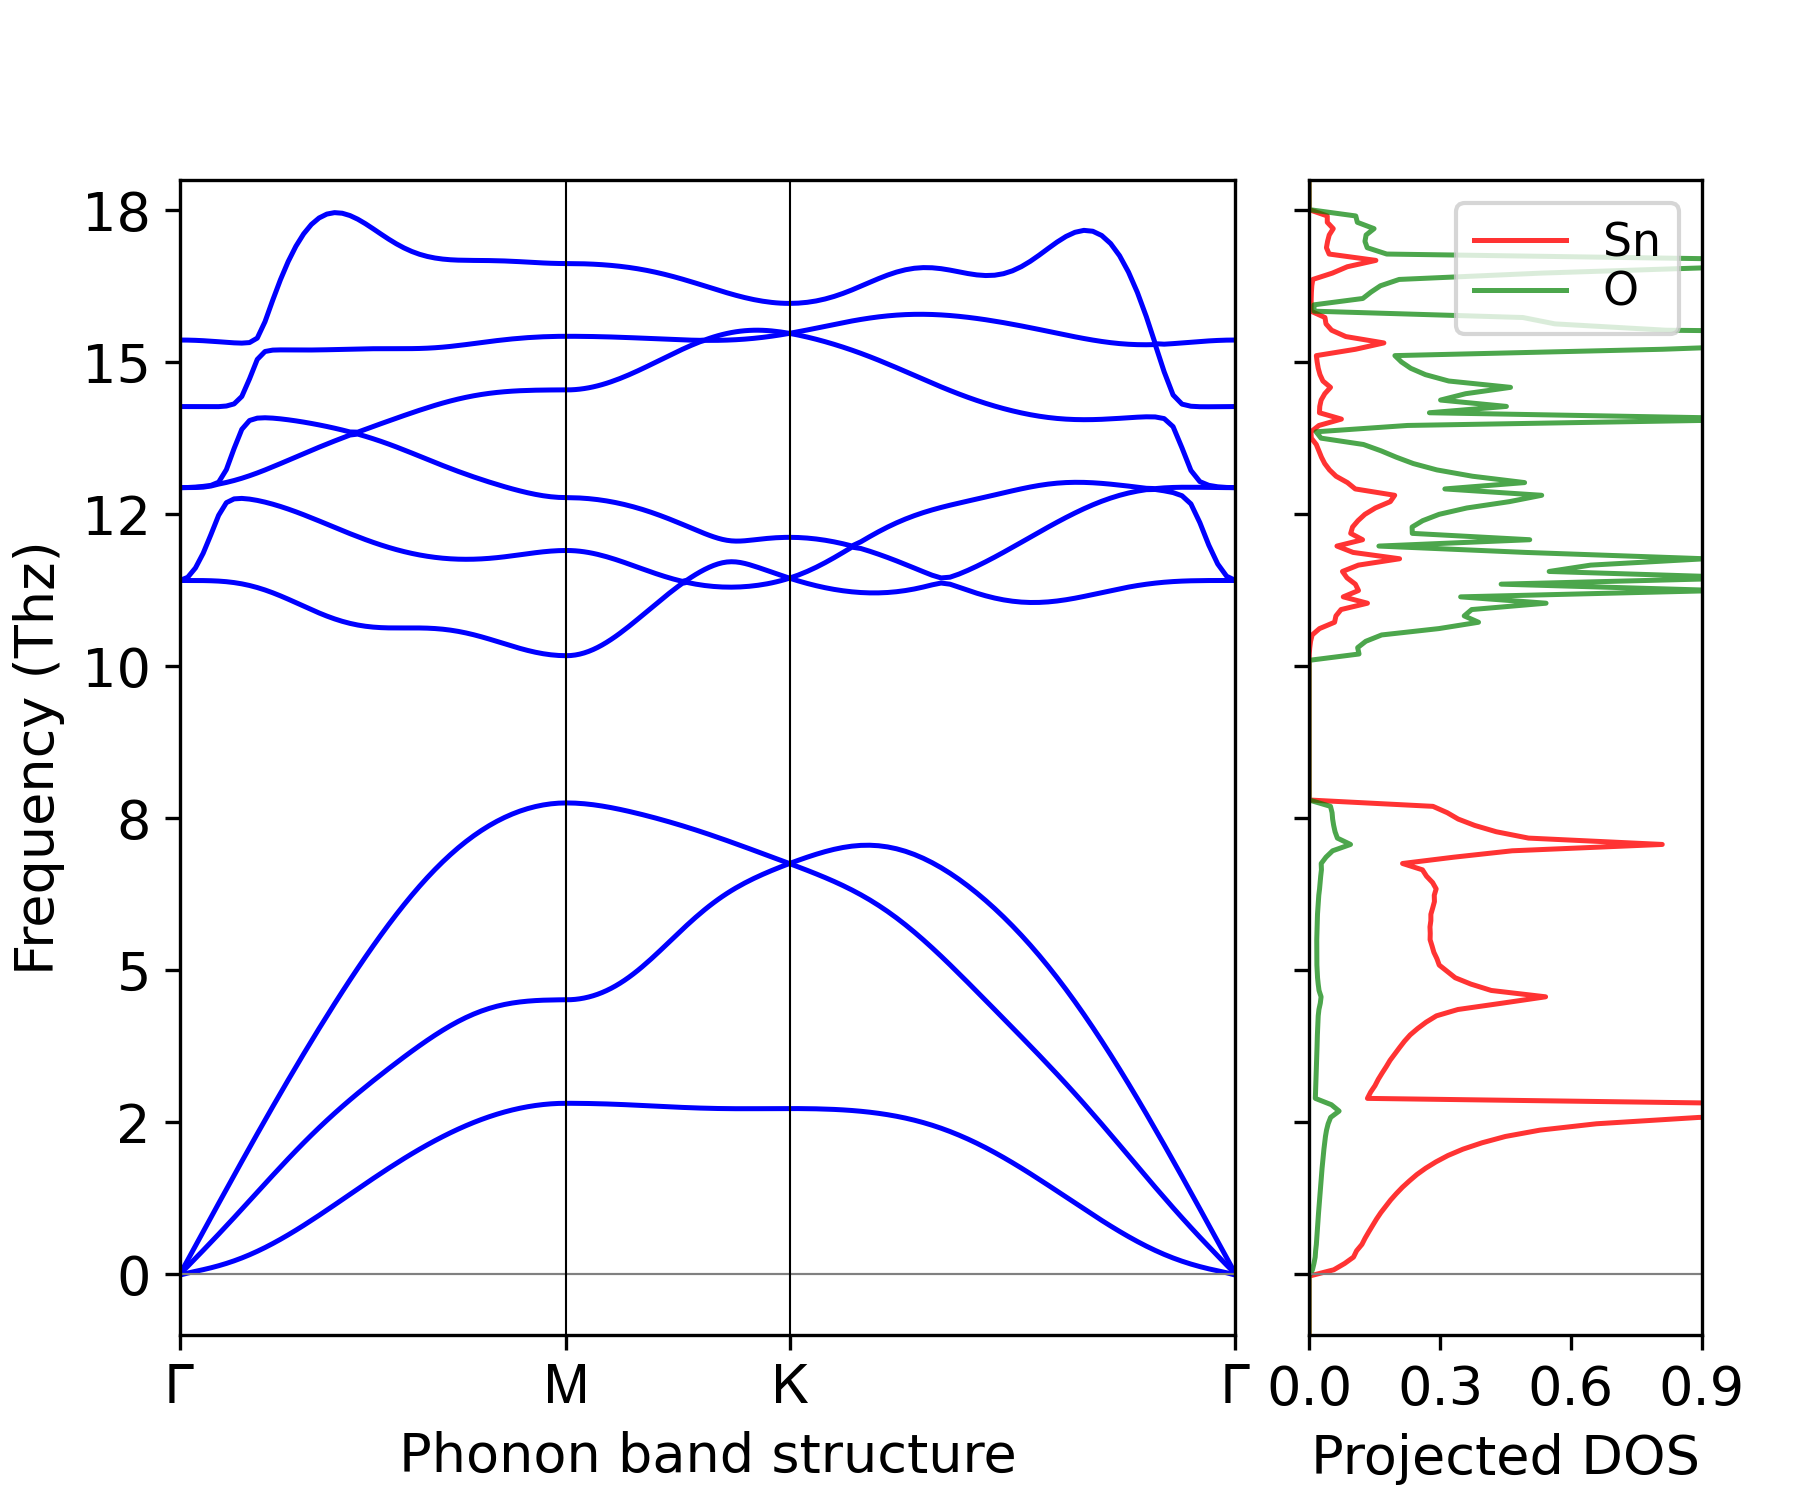 Frequency (Thz)
18
15
12
10
8
5
2
0
Γ M K Γ
Phonon band structure
Sn
O
0.0 0.3 0.6 0.9
Projected DOS